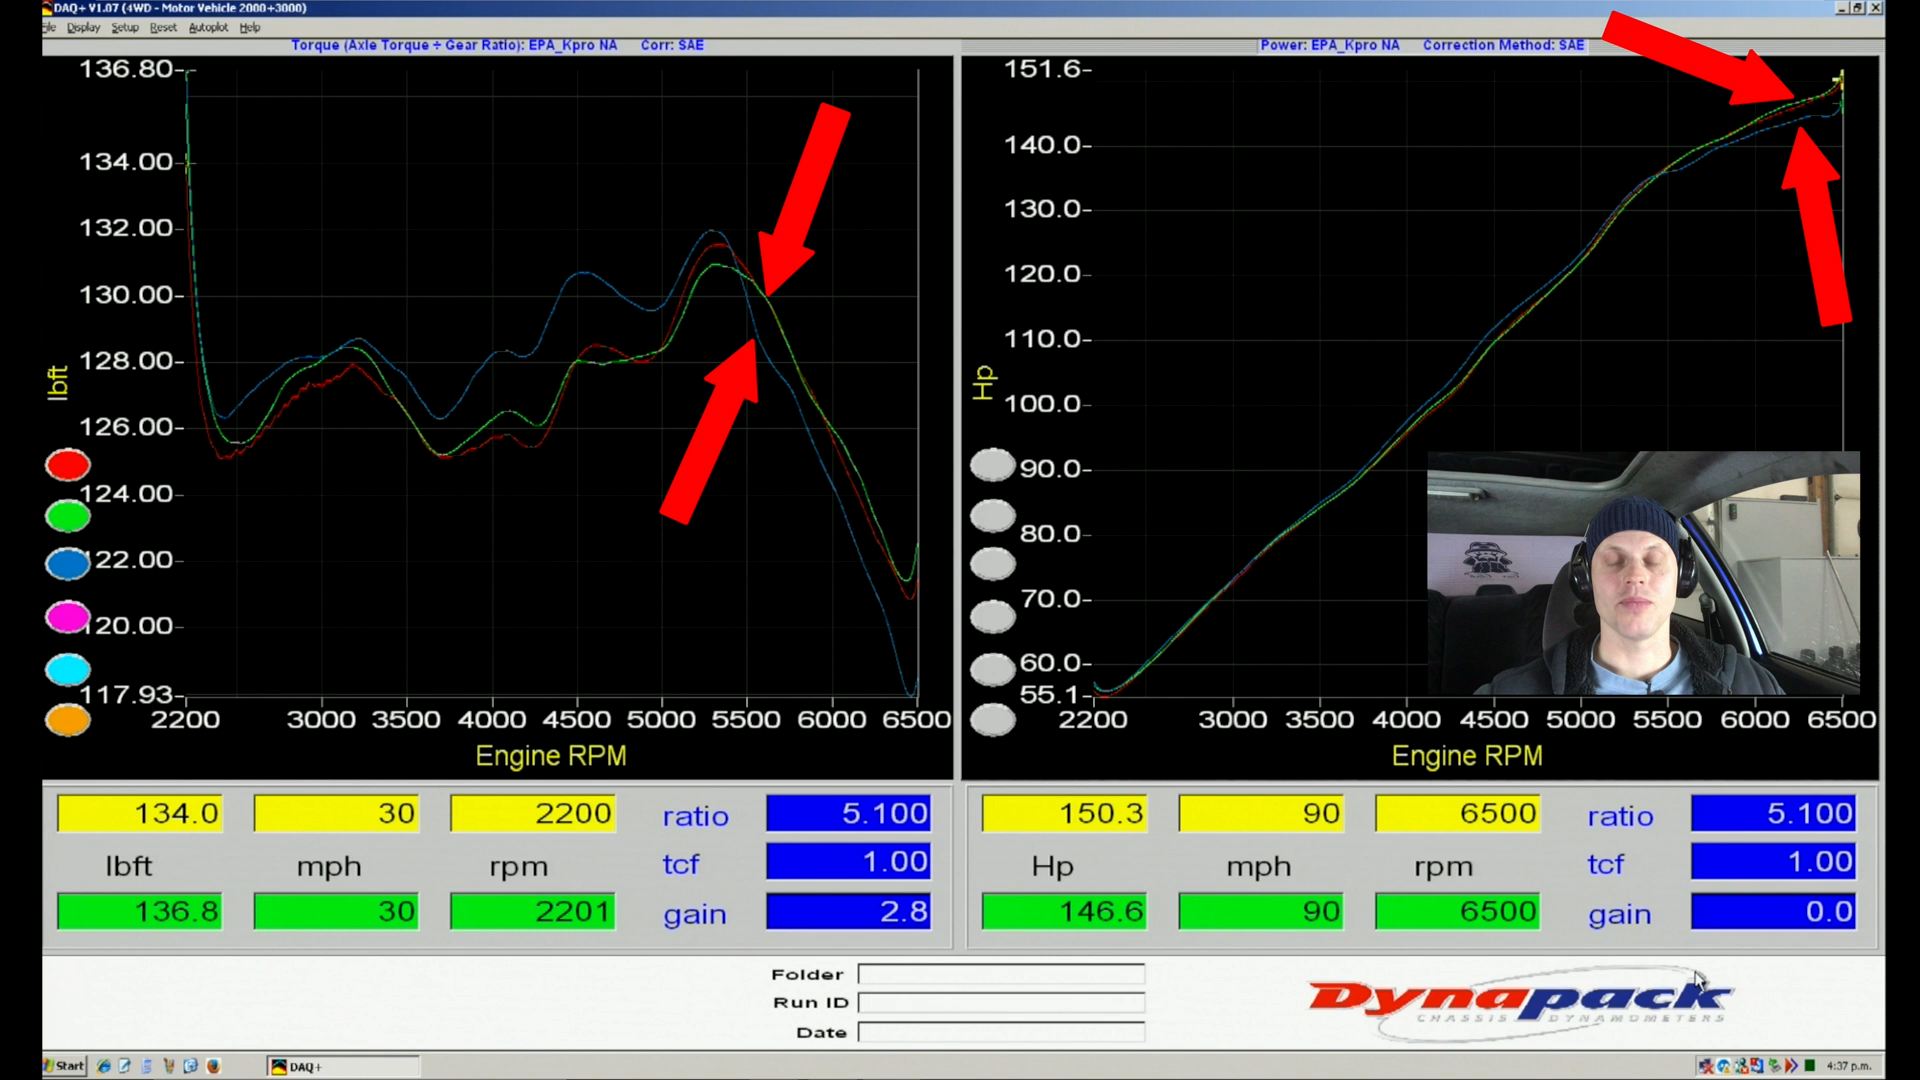 DAQ+ V1.07 (4WD - Motor Vehicle 2000+3000)
File Display Setup Reset Autoplot Help
Torque (Axle Torque ÷ Gear Ratio): EPA_Kpro NA Corr: SAE
Power: EPA_Kpro NA Correction Method: SAE
136.80
134.00
132.00
130.00
128.00
126.00
124.00
122.00
120.00
117.93
lbft
2200 3000 3500 4000 4500 5000 5500 6000 6500
Engine RPM
151.6
140.0
130.0
120.0
110.0
100.0
90.0
80.0
70.0
60.0
55.1
Hp
2200 3000 3500 4000 4500 5000 5500 6000 6500
Engine RPM
134.0 30 2200 ratio 5.100
lbft mph rpm tcf 1.00
136.8 30 2201 gain 2.8
150.3 90 6500 ratio 5.100
Hp mph rpm tcf 1.00
146.6 90 6500 gain 0.0
Folder
Run ID
Date
Dynapack
CHASSIS DYNAMOMETERS
Start DAQ+ 4:37 p.m.